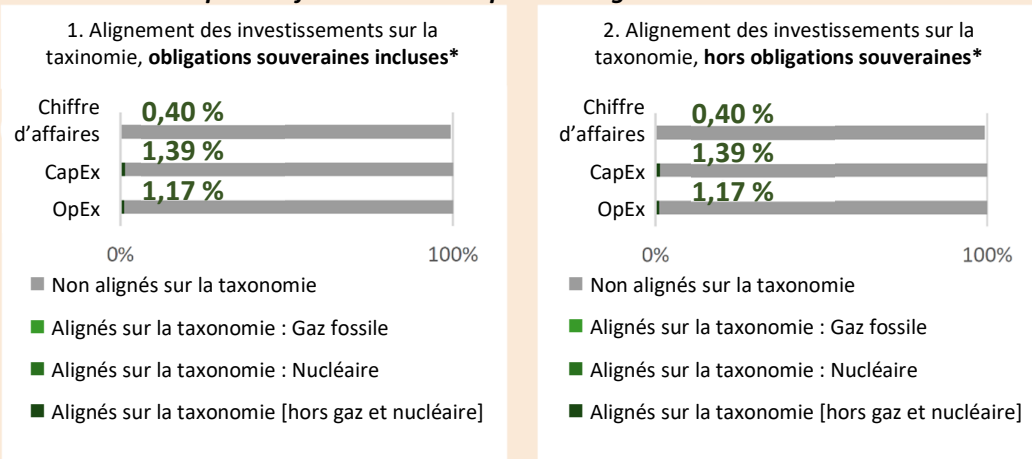 1. Alignement des investissements sur la
taxinomie, obligations souveraines incluses*
Chiffre
d'affaires
0,40 %
CapEx
1,39 %
OpEx
1,17 %
0%
100%
Non alignés sur la taxonomie
Alignés sur la taxonomie : Gaz fossile
Alignés sur la taxonomie : Nucléaire
Alignés sur la taxonomie [hors gaz et nucléaire]
2. Alignement des investissements sur la
taxonomie, hors obligations souveraines*
Chiffre
d'affaires
0,40 %
CapEx
1,39 %
OpEx
1,17 %
0%
100%
Non alignés sur la taxonomie
Alignés sur la taxonomie : Gaz fossile
Alignés sur la taxonomie : Nucléaire
Alignés sur la taxonomie [hors gaz et nucléaire]